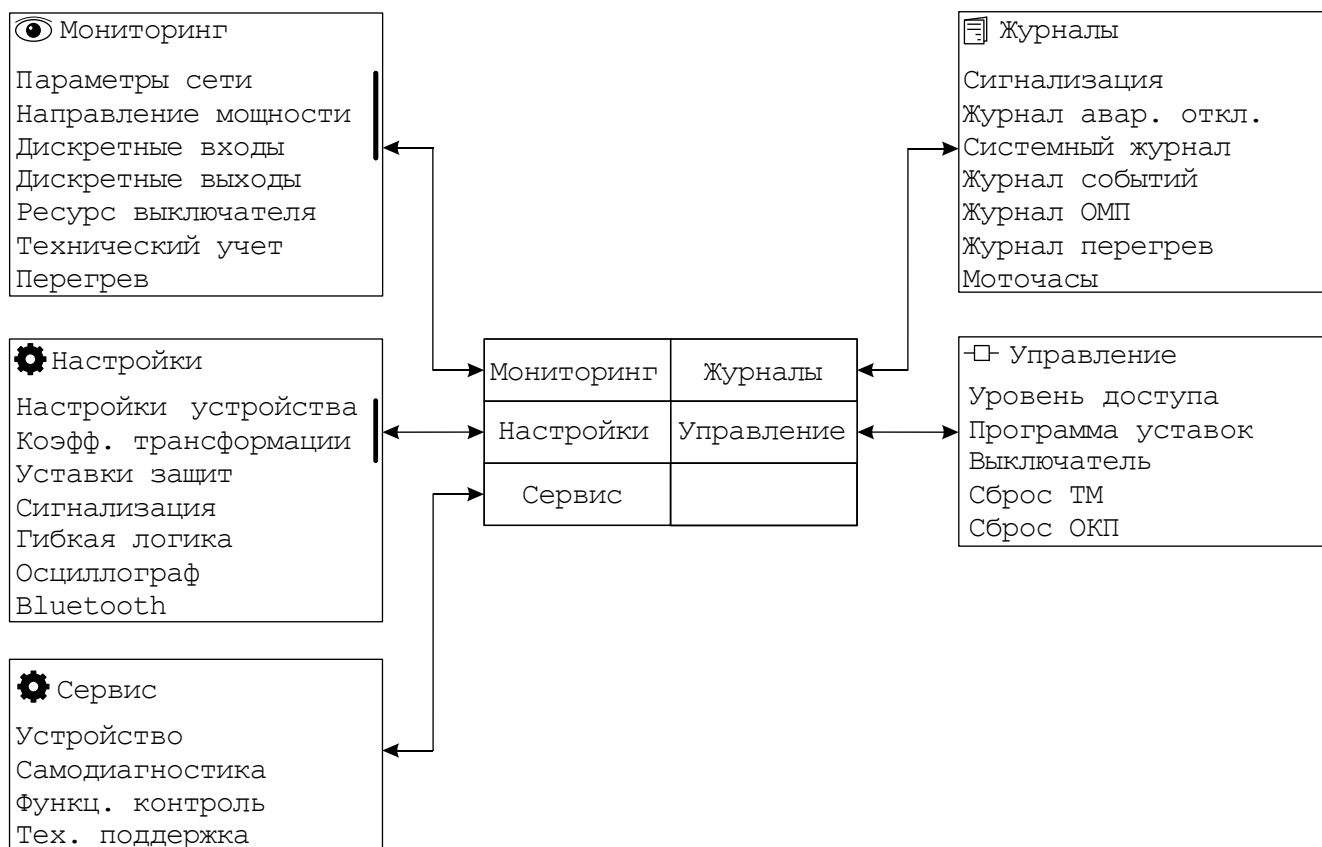 Мониторинг
Параметры сети
Направление мощности
Дискретные входы
Дискретные выходы
Ресурс выключателя
Технический учет
Перегрев
Журналы
Сигнализация
Журнал авар. откл.
Системный журнал
Журнал событий
Журнал ОМП
Журнал перегрев
Моточасы
Настройки
Настройки устройства
Коэфф. трансформации
Уставки защит
Сигнализация
Гибкая логика
Осциллограф
Bluetooth
Мониторинг Журналы
Настройки Управление
Сервис
Управление
Уровень доступа
Программа уставок
Выключатель
Сброс ТМ
Сброс ОКП
Сервис
Устройство
Самодиагностика
Функц. контроль
Тех. поддержка